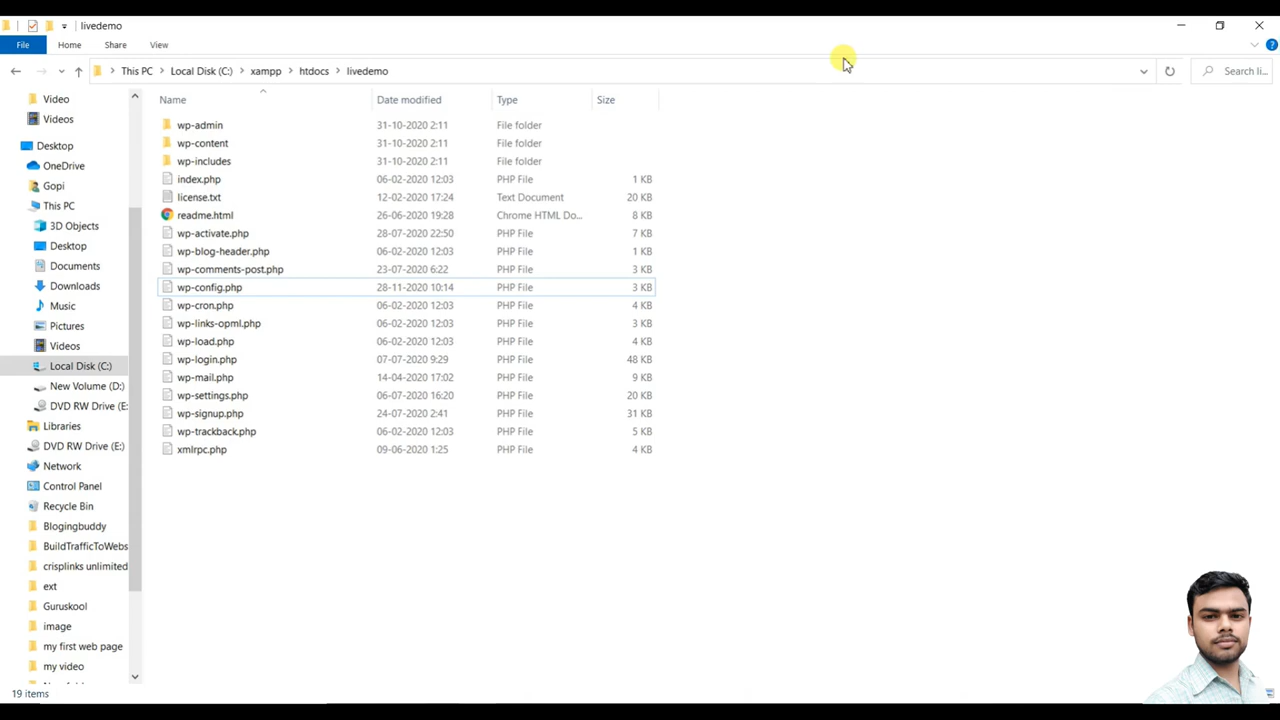 livedemo
File Home Share View
This PC Local Disk (C:) xampp htdocs livedemo Search li...
Name Date modified Type Size
wp-admin 31-10-2020 2:11 File folder
wp-content 31-10-2020 2:11 File folder
wp-includes 31-10-2020 2:11 File folder
index.php 06-02-2020 12:03 PHP File 1 KB
license.txt 12-02-2020 17:24 Text Document 20 KB
readme.html 26-06-2020 19:28 Chrome HTML Do... 8 KB
wp-activate.php 28-07-2020 22:50 PHP File 7 KB
wp-blog-header.php 06-02-2020 12:03 PHP File 1 KB
wp-comments-post.php 23-07-2020 6:22 PHP File 3 KB
wp-config.php 28-11-2020 10:14 PHP File 3 KB
wp-cron.php 06-02-2020 12:03 PHP File 4 KB
wp-links-opml.php 06-02-2020 12:03 PHP File 3 KB
wp-load.php 06-02-2020 12:03 PHP File 4 KB
wp-login.php 07-07-2020 9:29 PHP File 48 KB
wp-mail.php 14-04-2020 17:02 PHP File 9 KB
wp-settings.php 06-07-2020 16:20 PHP File 20 KB
wp-signup.php 24-07-2020 2:41 PHP File 31 KB
wp-trackback.php 06-02-2020 12:03 PHP File 5 KB
xmlrpc.php 09-06-2020 1:25 PHP File 4 KB
Video
Videos
Desktop
OneDrive
Gopi
This PC
3D Objects
Desktop
Documents
Downloads
Music
Pictures
Videos
Local Disk (C:)
New Volume (D:)
DVD RW Drive (E:
Libraries
DVD RW Drive (E:)
Network
Control Panel
Recycle Bin
Blogingbuddy
BuildTrafficToWebs
crisplinks unlimited
ext
Guruskool
image
my first web page
my video
19 items